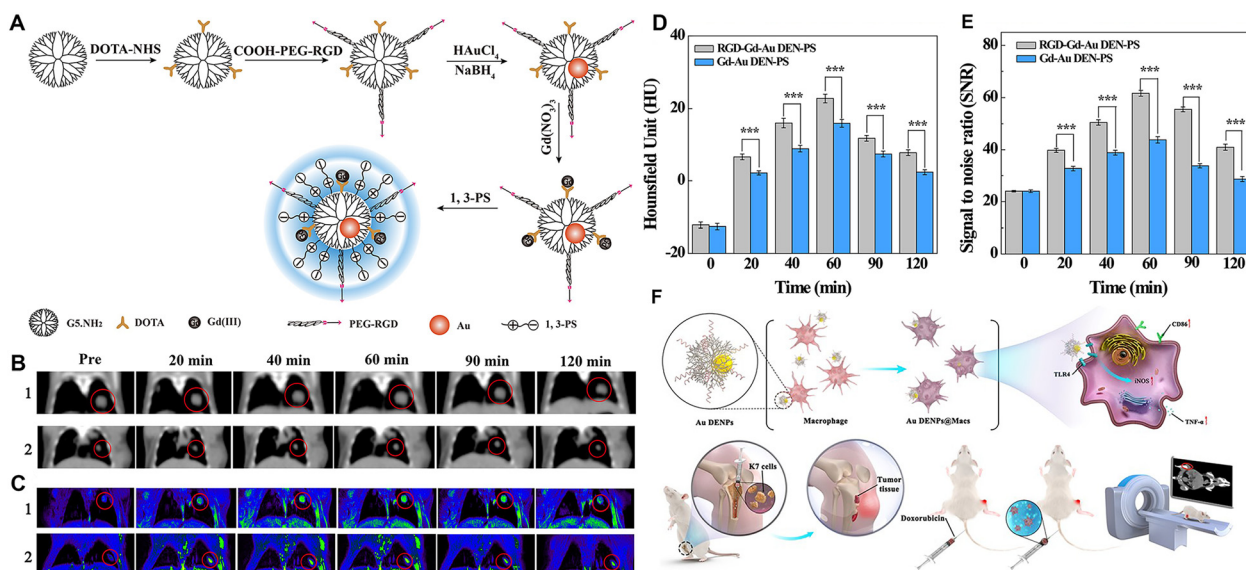 A
DOTA-NHS
COOH-PEG-RGD
HAuCl4
NaBH4
Gd(NO3)3
1, 3-PS
G5.NH2
DOTA
Gd(III)
PEG-RGD
Au
1, 3-PS
B
Pre 20 min 40 min 60 min 90 min 120 min
1
2
C
1
2
D
RGD-Gd-Au DEN-PS
Gd-Au DEN-PS
Hounsfield Unit (HU)
40
20
0
-20
*** *** *** *** ***
0 20 40 60 90 120
Time (min)
E
RGD-Gd-Au DEN-PS
Gd-Au DEN-PS
Signal to noise ratio (SNR)
80
60
40
20
0
*** *** *** *** ***
0 20 40 60 90 120
Time (min)
F
Au DENPs
Macrophage
Au DENPs@Macs
CD86↑
TLR4
iNOS↑
TNF-α↑
K7 cells
Tumor
tissue
Doxorubicin